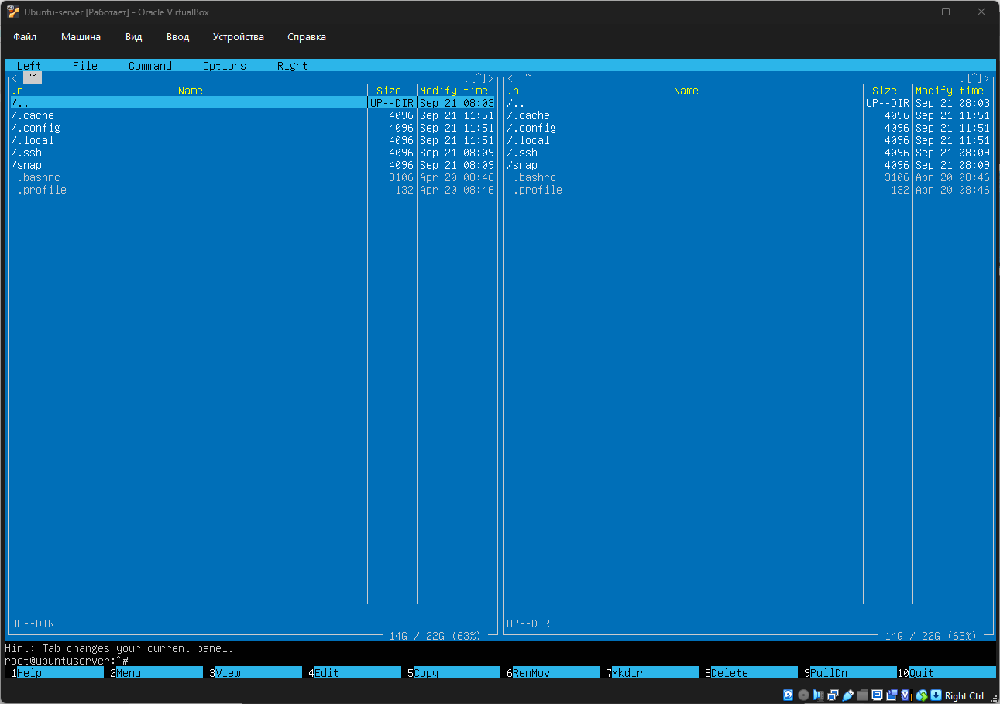 Ubuntu-server [Работает] - Oracle VirtualBox
Файл Машина Вид Ввод Устройства Справка
Left File Command Options Right
<─ ~ ─.[^]>
<─ ~ ─.[^]>
.n Name Size Modify time
/.. UP--DIR Sep 21 08:03
/.cache 4096 Sep 21 11:51
/.config 4096 Sep 21 11:51
/.local 4096 Sep 21 11:51
/.ssh 4096 Sep 21 08:09
/snap 4096 Sep 21 08:09
.bashrc 3106 Apr 20 08:46
.profile 132 Apr 20 08:46
UP--DIR
14G / 22G (63%)
.n Name Size Modify time
/.. UP--DIR Sep 21 08:03
/.cache 4096 Sep 21 11:51
/.config 4096 Sep 21 11:51
/.local 4096 Sep 21 11:51
/.ssh 4096 Sep 21 08:09
/snap 4096 Sep 21 08:09
.bashrc 3106 Apr 20 08:46
.profile 132 Apr 20 08:46
UP--DIR
14G / 22G (63%)
Hint: Tab changes your current panel.
root@ubuntuserver:~#
1Help 2Menu 3View 4Edit 5Copy 6RenMov 7Mkdir 8Delete 9PullDn 10Quit
Right Ctrl